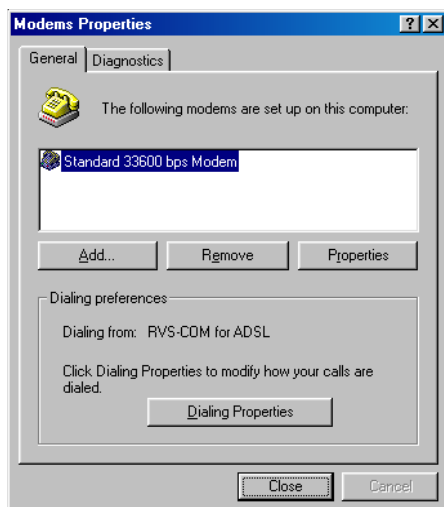 Modems Properties
General
Diagnostics
The following modems are set up on this computer:
Standard 33600 bps Modem
Add...
Remove
Properties
Dialing preferences
Dialing from: RVS-COM for ADSL
Click Dialing Properties to modify how your calls are
dialed.
Dialing Properties
Close
Cancel